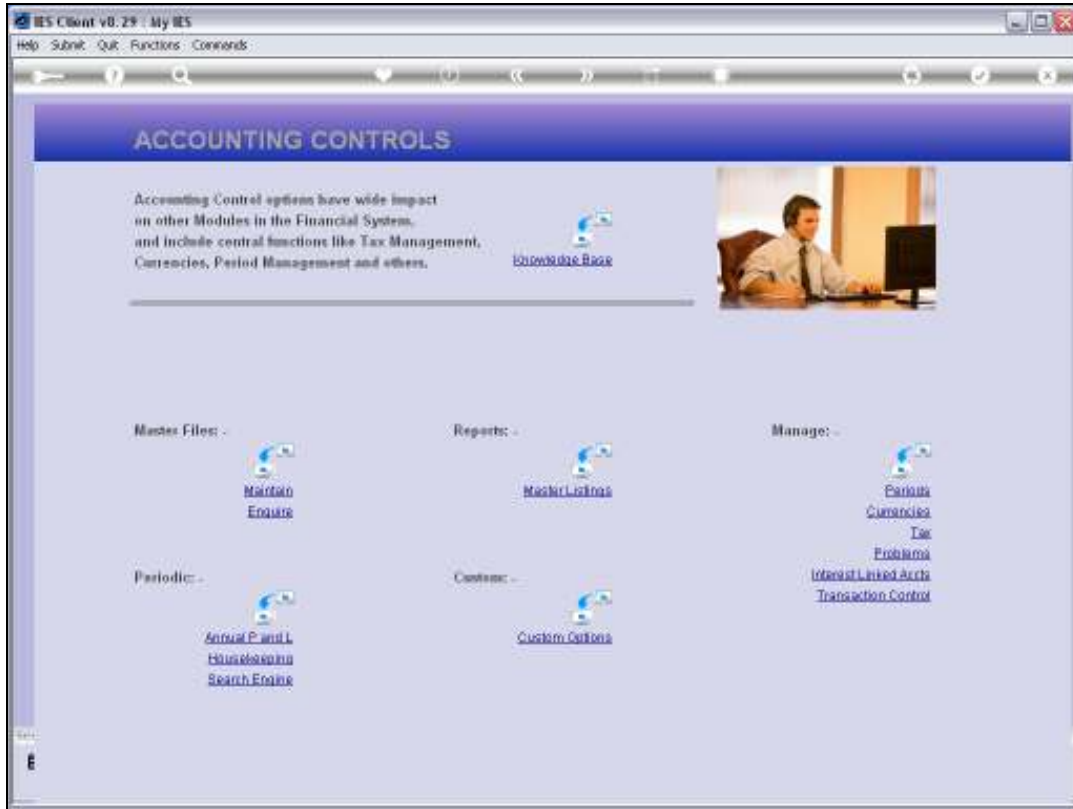 IES Client v8.29 : My IES
Help Submit Quit Functions Commands
ACCOUNTING CONTROLS
Accounting Control options have wide impact
on other Modules in the Financial System,
and include central functions like Tax Management,
Currencies, Period Management and others.
Knowledge Base
Master Files: -
Maintain
Enquire
Reports: -
Master Listings
Manage: -
Periods
Currencies
Tax
Problems
Interest Linked Accts
Transaction Control
Periodic: -
Annual P and L
Housekeeping
Search Engine
Custom: -
Custom Options